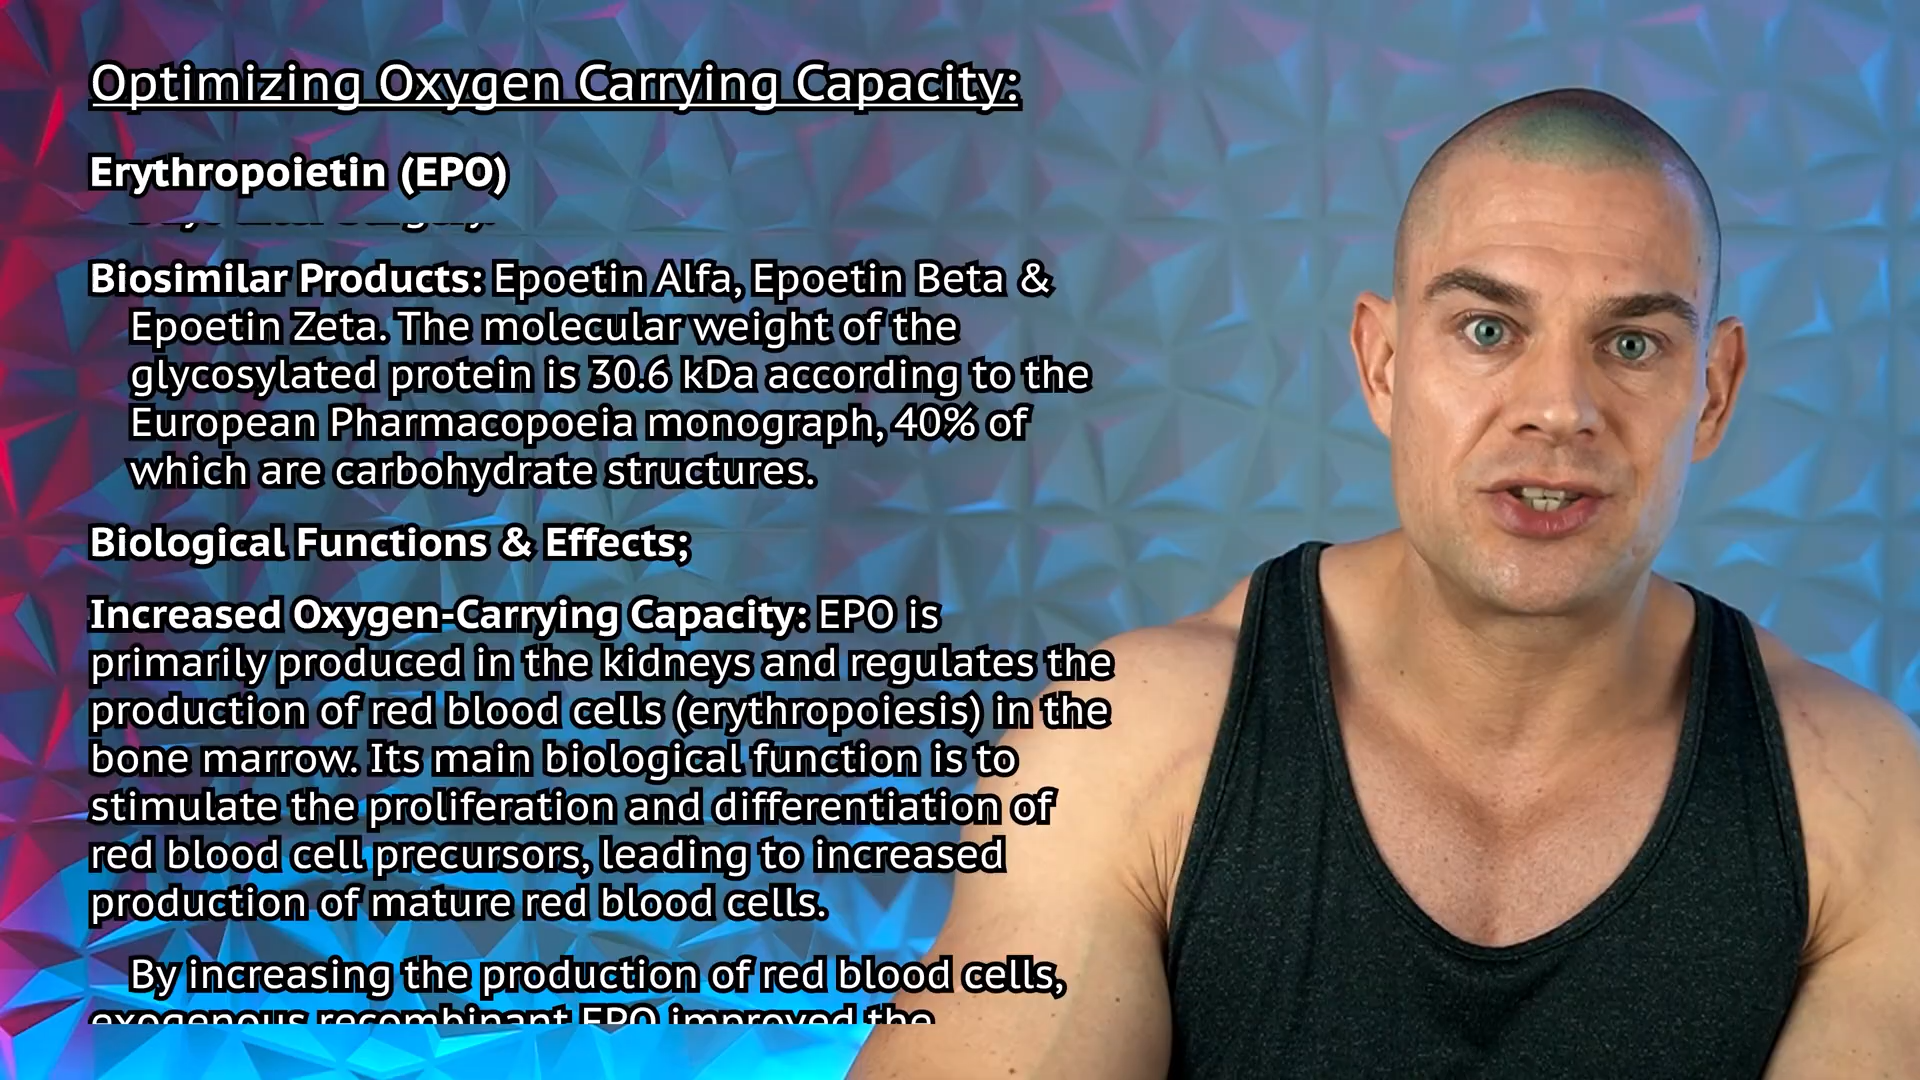 Optimizing Oxygen Carrying Capacity:
Erythropoietin (EPO)
Biosimilar Products: Epoetin Alfa, Epoetin Beta &
Epoetin Zeta. The molecular weight of the
glycosylated protein is 30.6 kDa according to the
European Pharmacopoeia monograph, 40% of
which are carbohydrate structures.
Biological Functions & Effects;
Increased Oxygen-Carrying Capacity: EPO is
primarily produced in the kidneys and regulates the
production of red blood cells (erythropoiesis) in the
bone marrow. Its main biological function is to
stimulate the proliferation and differentiation of
red blood cell precursors, leading to increased
production of mature red blood cells.
By increasing the production of red blood cells,
exogenous recombinant EPO improved the